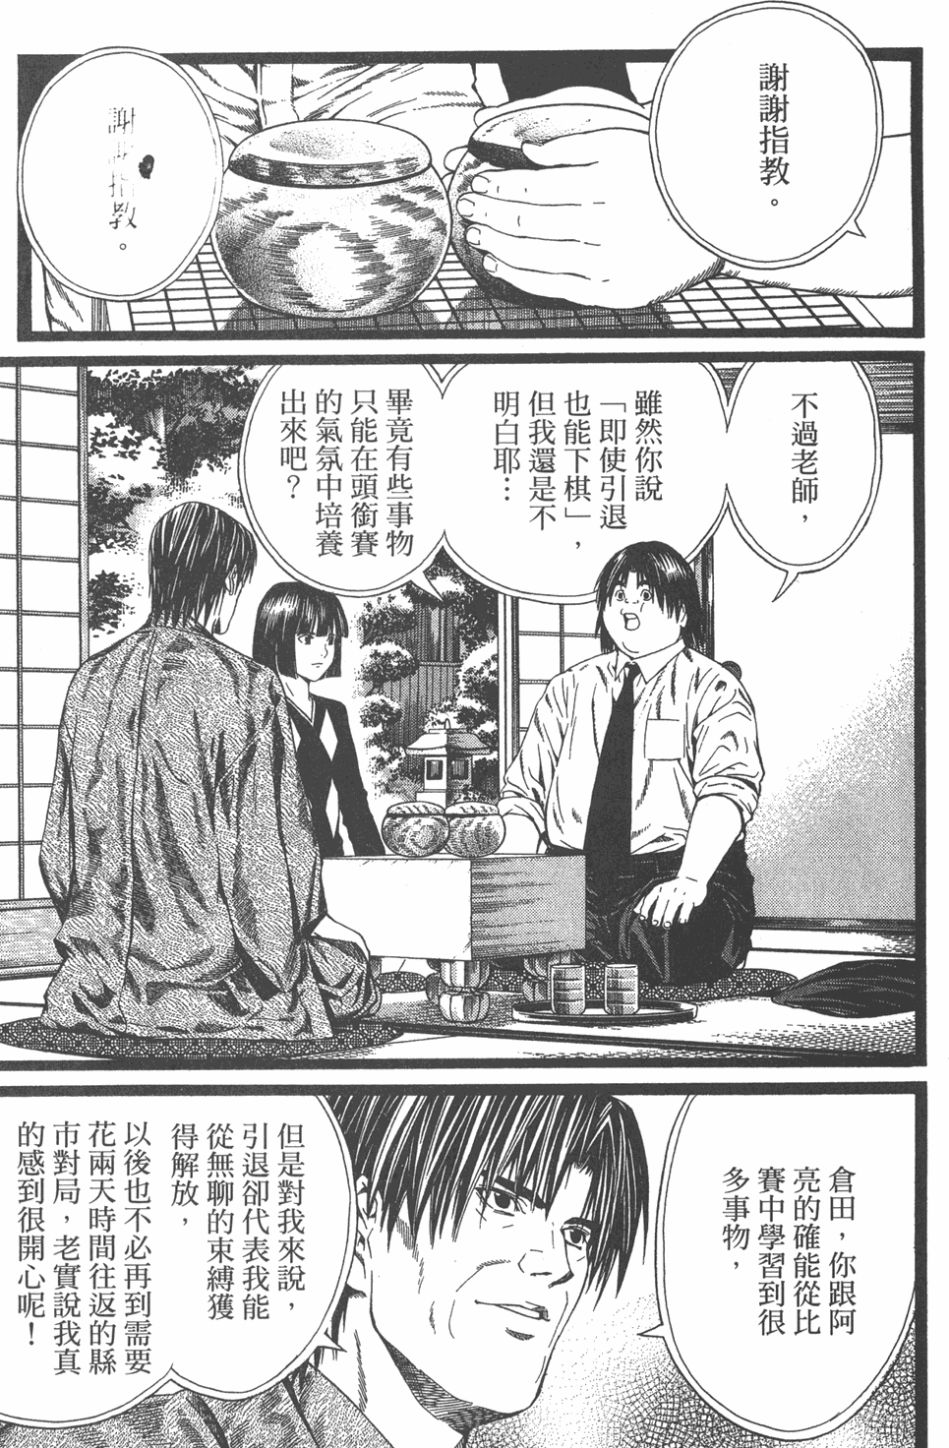 謝謝指教。
謝謝指教。
不過老師，
雖然你說
「即使引退
也能下棋」，
但我還是不
明白耶…
畢竟有些事物
只能在頭銜賽
的氣氛中培養
出來吧？
倉田，你跟阿
亮的確能從比
賽中學習到很
多事物，
但是對我來說，
引退卻代表我能
從無聊的束縛獲
得解放，
以後也不必再到需要
花兩天時間往返的縣
市對局，老實說我真
的感到很開心呢！